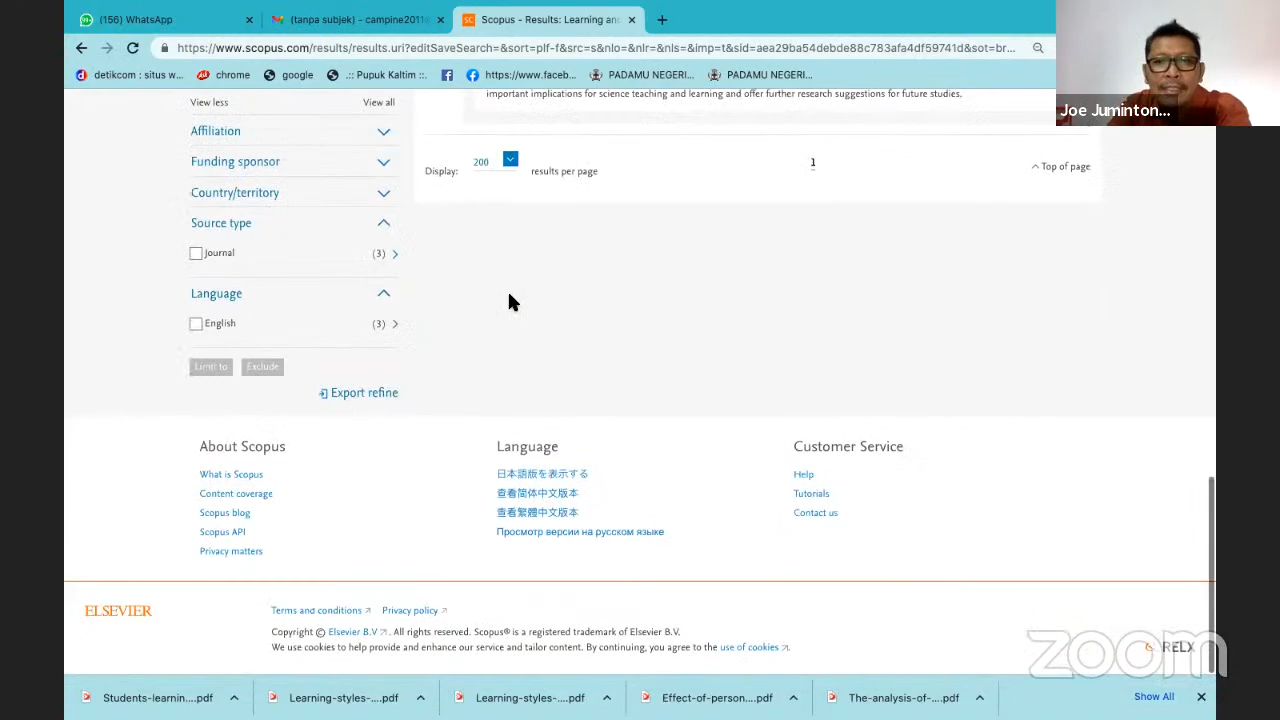 (156) WhatsApp
(tanpa subjek) - campine2011@
SC Scopus - Results: Learning and
https://www.scopus.com/results/results.uri?editSaveSearch=&sort=plf-f&src=s&nlo=&nlr=&nls=&imp=t&sid=aea29ba54debde88c783afa4df59741d&sot=br...
detikcom : situs w...
chrome
google
.:: Pupuk Kaltim ::.
https://www.faceb...
PADAMU NEGERI...
PADAMU NEGERI...
Joe Juminton...
important implications for science teaching and learning and offer further research suggestions for future studies.
View less
View all
Affiliation
Funding sponsor
Country/territory
Source type
Journal (3)
Language
English (3)
Limit to
Exclude
Export refine
Display: 200 results per page
1
Top of page
About Scopus
What is Scopus
Content coverage
Scopus blog
Scopus API
Privacy matters
Language
日本語版を表示する
查看简体中文版本
查看繁體中文版本
Просмотр версии на русском языке
Customer Service
Help
Tutorials
Contact us
ELSEVIER
Terms and conditions
Privacy policy
Copyright © Elsevier B.V. All rights reserved. Scopus® is a registered trademark of Elsevier B.V.
We use cookies to help provide and enhance our service and tailor content. By continuing, you agree to the use of cookies.
RELX
zoom
Students-learnin....pdf
Learning-styles-....pdf
Learning-styles-....pdf
Effect-of-person....pdf
The-analysis-of-....pdf
Show All